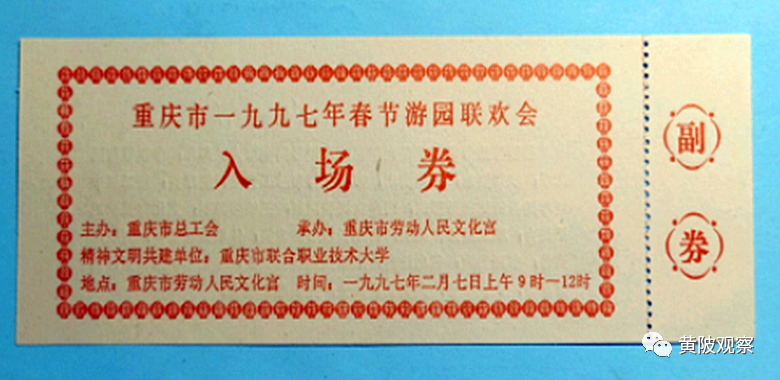 重庆市一九九七年春节游园联欢会
入场券
主办：重庆市总工会 承办：重庆市劳动人民文化宫
精神文明共建单位：重庆市联合职业技术大学
地点：重庆市劳动人民文化宫 时间：一九九七年二月七日上午9时—12时
副
券
黄陂观察